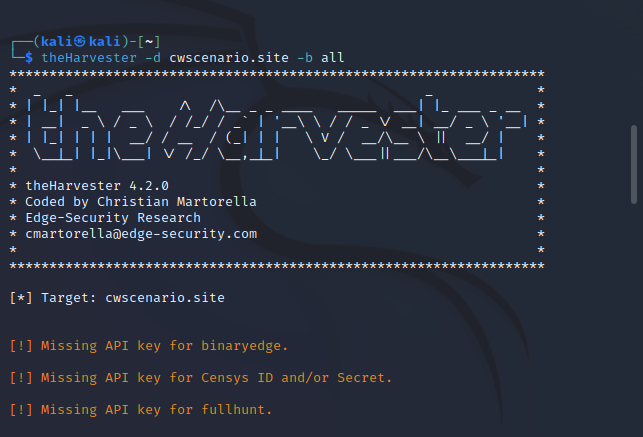 ┌──(kali㉿kali)-[~]
└─$ theHarvester -d cwscenario.site -b all
*******************************************************************
*  _   _                                            _             *
* | |_| |__   ___    /\  /\__ _ _ ____   _____  ___| |_ ___ _ __  *
* | __|  _ \ / _ \  / /_/ / _` | '__\ \ / / _ \/ __| __/ _ \ '__| *
* | |_| | | |  __/ / __  / (_| | |   \ V /  __/\__ \ ||  __/ |    *
*  \__|_| |_|\___| \/ /_/ \__,_|_|    \_/ \___||___/\__\___|_|    *
*                                                                 *
* theHarvester 4.2.0                                              *
* Coded by Christian Martorella                                   *
* Edge-Security Research                                          *
* cmartorella@edge-security.com                                   *
*                                                                 *
*******************************************************************
[*] Target: cwscenario.site
[!] Missing API key for binaryedge.
[!] Missing API key for Censys ID and/or Secret.
[!] Missing API key for fullhunt.